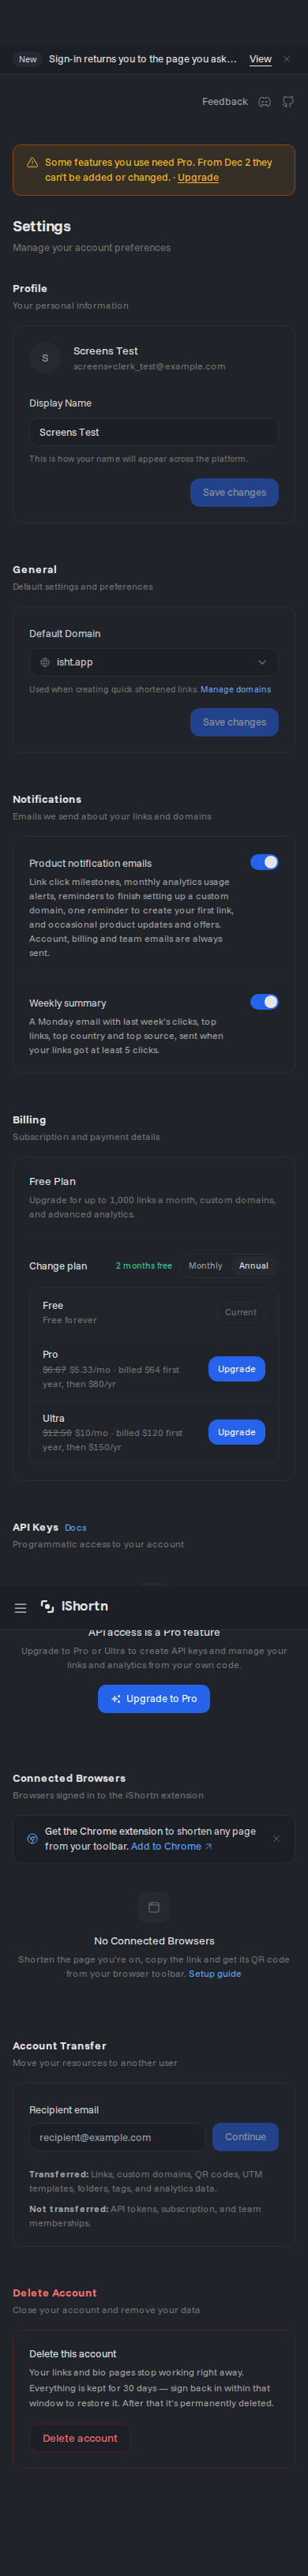 New Sign-in returns you to the page you ask... View
Feedback
Some features you use need Pro. From Dec 2 they
can't be added or changed. · Upgrade
Settings
Manage your account preferences
Profile
Your personal information
S
Screens Test
screens+clerk_test@example.com
Display Name
Screens Test
This is how your name will appear across the platform.
Save changes
General
Default settings and preferences
Default Domain
isht.app
Used when creating quick shortened links. Manage domains
Save changes
Notifications
Emails we send about your links and domains
Product notification emails
Link click milestones, monthly analytics usage
alerts, reminders to finish setting up a custom
domain, one reminder to create your first link,
and occasional product updates and offers.
Account, billing and team emails are always
sent.
Weekly summary
A Monday email with last week's clicks, top
links, top country and top source, sent when
your links got at least 5 clicks.
Billing
Subscription and payment details
Free Plan
Upgrade for up to 1,000 links a month, custom domains,
and advanced analytics.
Change plan 2 months free Monthly Annual
Free
Free forever
Current
Pro
$6.67 $5.33/mo · billed $64 first
year, then $80/yr
Upgrade
Ultra
$12.50 $10/mo · billed $120 first
year, then $150/yr
Upgrade
API Keys Docs
Programmatic access to your account
IShortn
API access is a Pro feature
Upgrade to Pro or Ultra to create API keys and manage your
links and analytics from your own code.
Upgrade to Pro
Connected Browsers
Browsers signed in to the iShortn extension
Get the Chrome extension to shorten any page
from your toolbar. Add to Chrome
No Connected Browsers
Shorten the page you're on, copy the link and get its QR code
from your browser toolbar. Setup guide
Account Transfer
Move your resources to another user
Recipient email
recipient@example.com
Continue
Transferred: Links, custom domains, QR codes, UTM
templates, folders, tags, and analytics data.
Not transferred: API tokens, subscription, and team
memberships.
Delete Account
Close your account and remove your data
Delete this account
Your links and bio pages stop working right away.
Everything is kept for 30 days — sign back in within that
window to restore it. After that it's permanently deleted.
Delete account